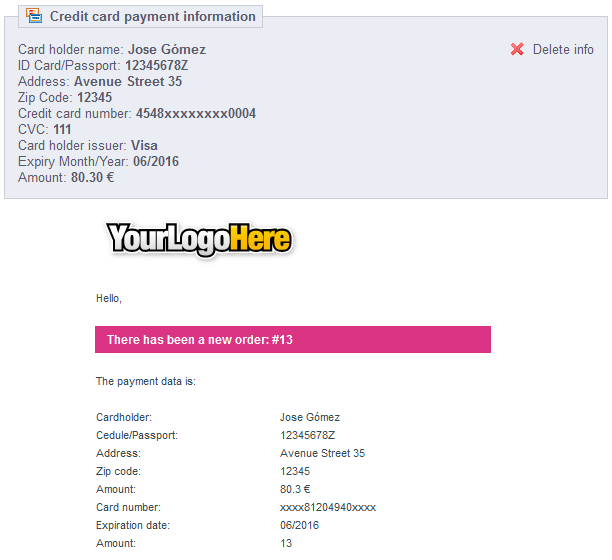 Credit card payment information
Card holder name: Jose Gómez
Delete info
ID Card/Passport: 12345678Z
Address: Avenue Street 35
Zip Code: 12345
Credit card number: 4548xxxxxxxx0004
CVC: 111
Card holder issuer: Visa
Expiry Month/Year: 06/2016
Amount: 80.30 €
YourLogoHere
Hello,
There has been a new order: #13
The payment data is:
Cardholder: Jose Gómez
Cedule/Passport: 12345678Z
Address: Avenue Street 35
Zip code: 12345
Amount: 80.3 €
Card number: xxxx81204940xxxx
Expiration date: 06/2016
Amount: 13